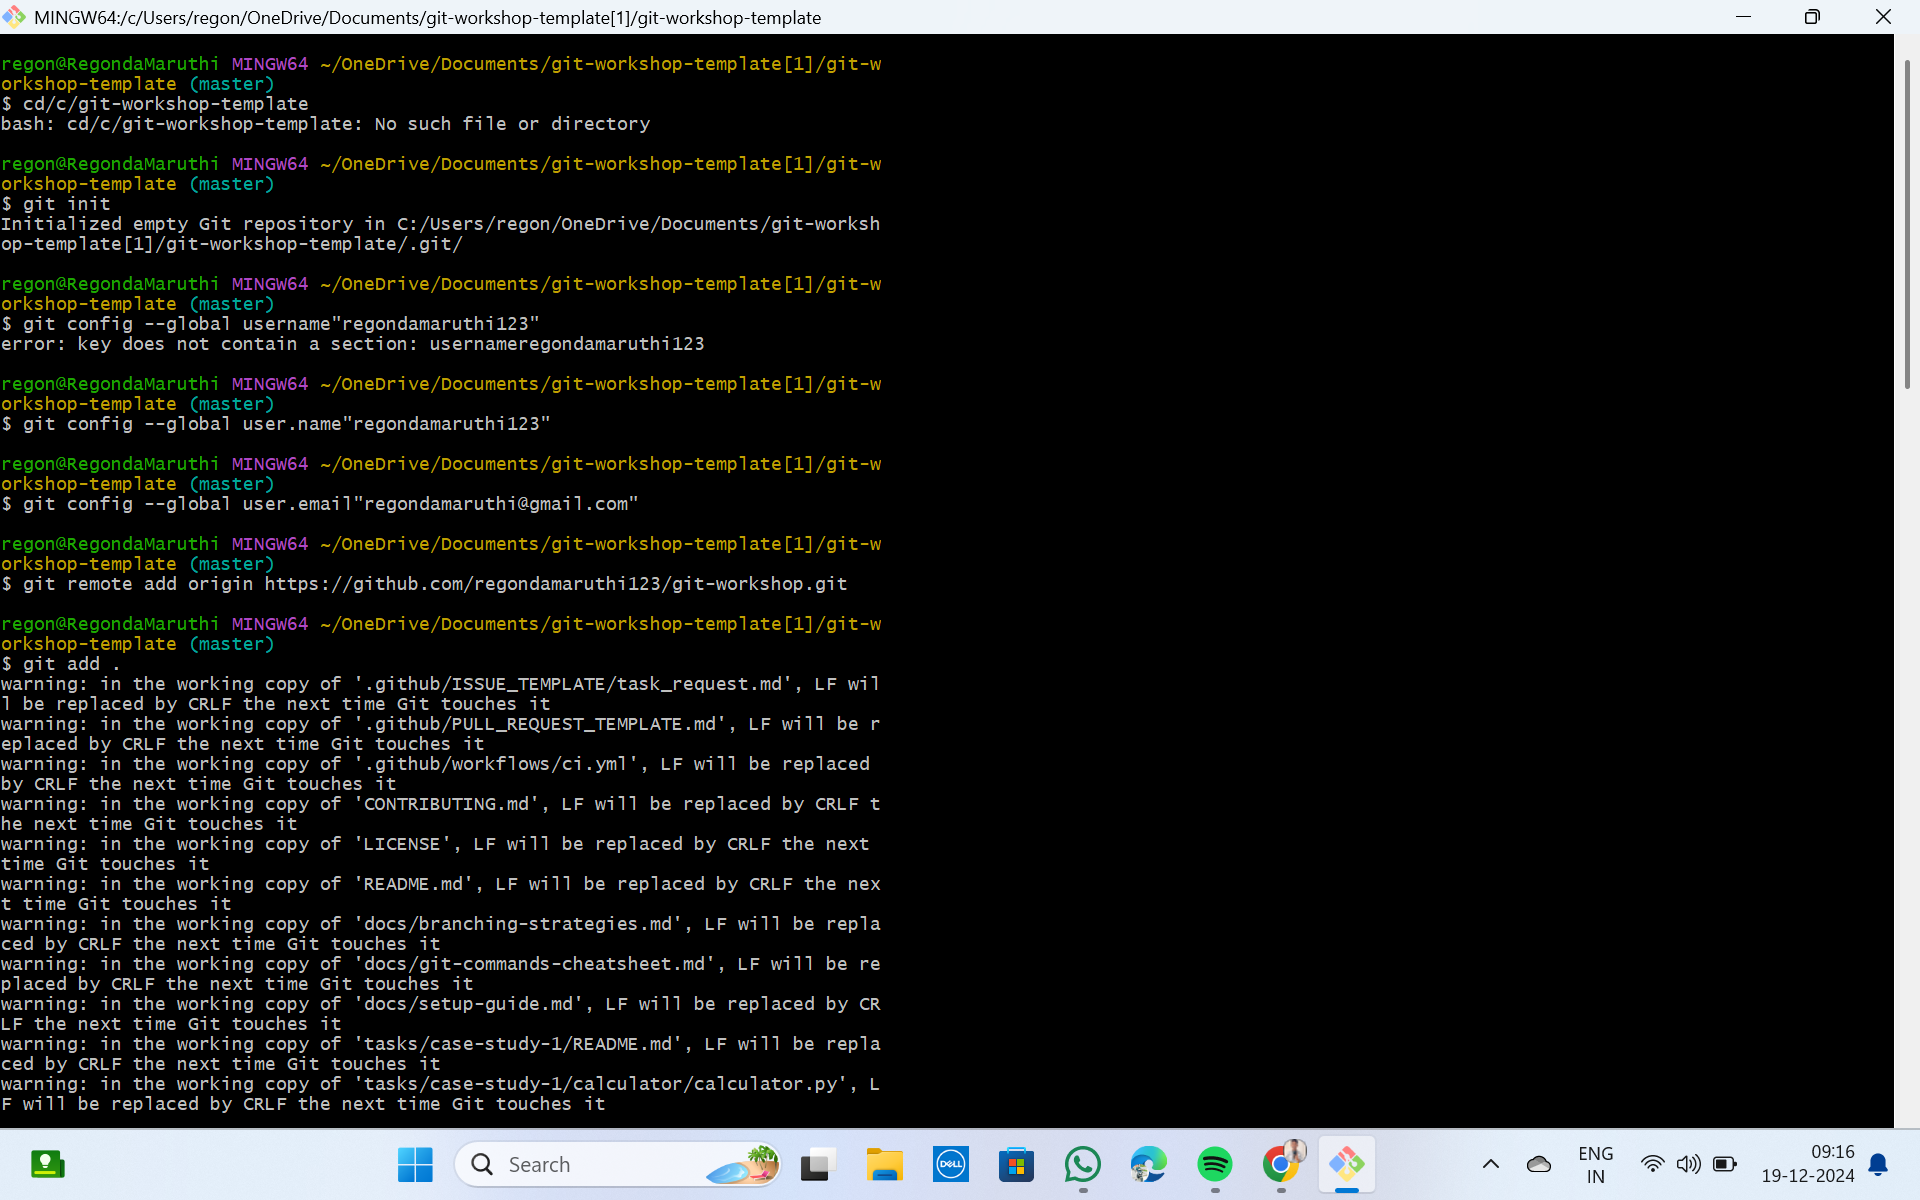 MINGW64:/c/Users/regon/OneDrive/Documents/git-workshop-template[1]/git-workshop-template
regon@RegondaMaruthi MINGW64 ~/OneDrive/Documents/git-workshop-template[1]/git-w
orkshop-template (master)
$ cd/c/git-workshop-template
bash: cd/c/git-workshop-template: No such file or directory
regon@RegondaMaruthi MINGW64 ~/OneDrive/Documents/git-workshop-template[1]/git-w
orkshop-template (master)
$ git init
Initialized empty Git repository in C:/Users/regon/OneDrive/Documents/git-worksh
op-template[1]/git-workshop-template/.git/
regon@RegondaMaruthi MINGW64 ~/OneDrive/Documents/git-workshop-template[1]/git-w
orkshop-template (master)
$ git config --global username"regondamaruthi123"
error: key does not contain a section: usernameregondamaruthi123
regon@RegondaMaruthi MINGW64 ~/OneDrive/Documents/git-workshop-template[1]/git-w
orkshop-template (master)
$ git config --global user.name"regondamaruthi123"
regon@RegondaMaruthi MINGW64 ~/OneDrive/Documents/git-workshop-template[1]/git-w
orkshop-template (master)
$ git config --global user.email"regondamaruthi@gmail.com"
regon@RegondaMaruthi MINGW64 ~/OneDrive/Documents/git-workshop-template[1]/git-w
orkshop-template (master)
$ git remote add origin https://github.com/regondamaruthi123/git-workshop.git
regon@RegondaMaruthi MINGW64 ~/OneDrive/Documents/git-workshop-template[1]/git-w
orkshop-template (master)
$ git add .
warning: in the working copy of '.github/ISSUE_TEMPLATE/task_request.md', LF wil
l be replaced by CRLF the next time Git touches it
warning: in the working copy of '.github/PULL_REQUEST_TEMPLATE.md', LF will be r
eplaced by CRLF the next time Git touches it
warning: in the working copy of '.github/workflows/ci.yml', LF will be replaced
by CRLF the next time Git touches it
warning: in the working copy of 'CONTRIBUTING.md', LF will be replaced by CRLF t
he next time Git touches it
warning: in the working copy of 'LICENSE', LF will be replaced by CRLF the next
time Git touches it
warning: in the working copy of 'README.md', LF will be replaced by CRLF the nex
t time Git touches it
warning: in the working copy of 'docs/branching-strategies.md', LF will be repla
ced by CRLF the next time Git touches it
warning: in the working copy of 'docs/git-commands-cheatsheet.md', LF will be re
placed by CRLF the next time Git touches it
warning: in the working copy of 'docs/setup-guide.md', LF will be replaced by CR
LF the next time Git touches it
warning: in the working copy of 'tasks/case-study-1/README.md', LF will be repla
ced by CRLF the next time Git touches it
warning: in the working copy of 'tasks/case-study-1/calculator/calculator.py', L
F will be replaced by CRLF the next time Git touches it
Search
DELL
ENG
IN
09:16
19-12-2024